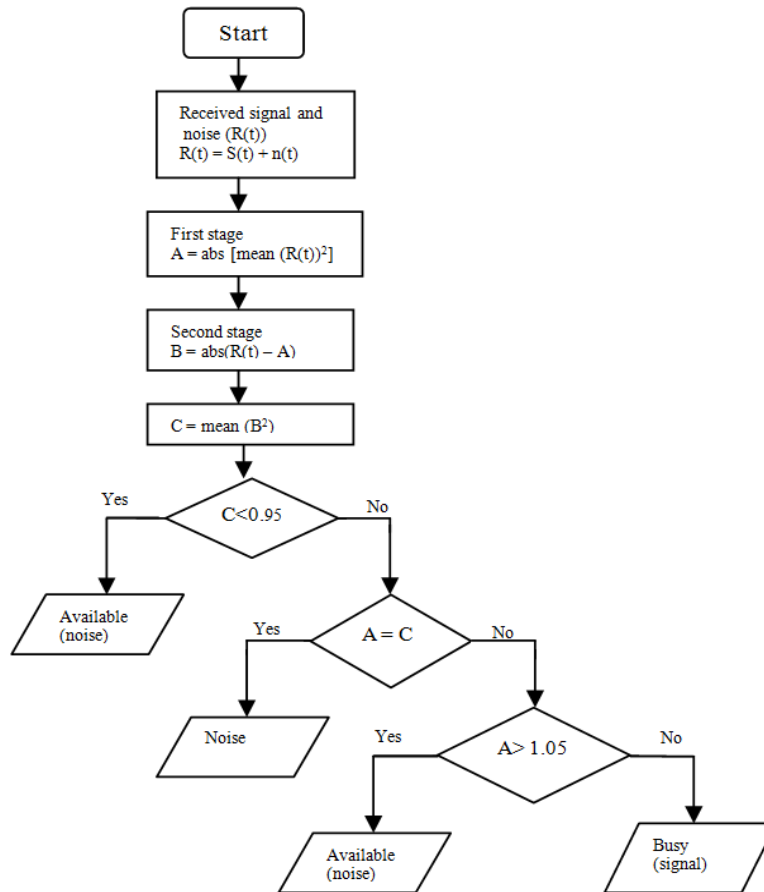 Start
Received signal and
noise (R(t))
R(t) = S(t) + n(t)
First stage
A = abs [mean (R(t))²]
Second stage
B = abs(R(t) – A)
C = mean (B²)
Yes
C<0.95
No
Available
(noise)
Yes
A = C
No
Noise
Yes
A> 1.05
No
Available
(noise)
Busy
(signal)